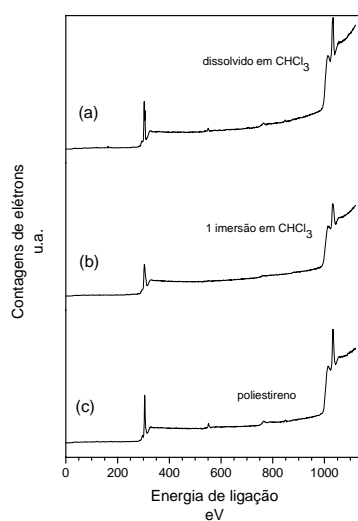 dissolvido em CHCl3
(a)
1 imersão em CHCl3
(b)
poliestireno
(c)
Contagens de elétrons
u.a.
0 200 400 600 800 1000
Energia de ligação
eV